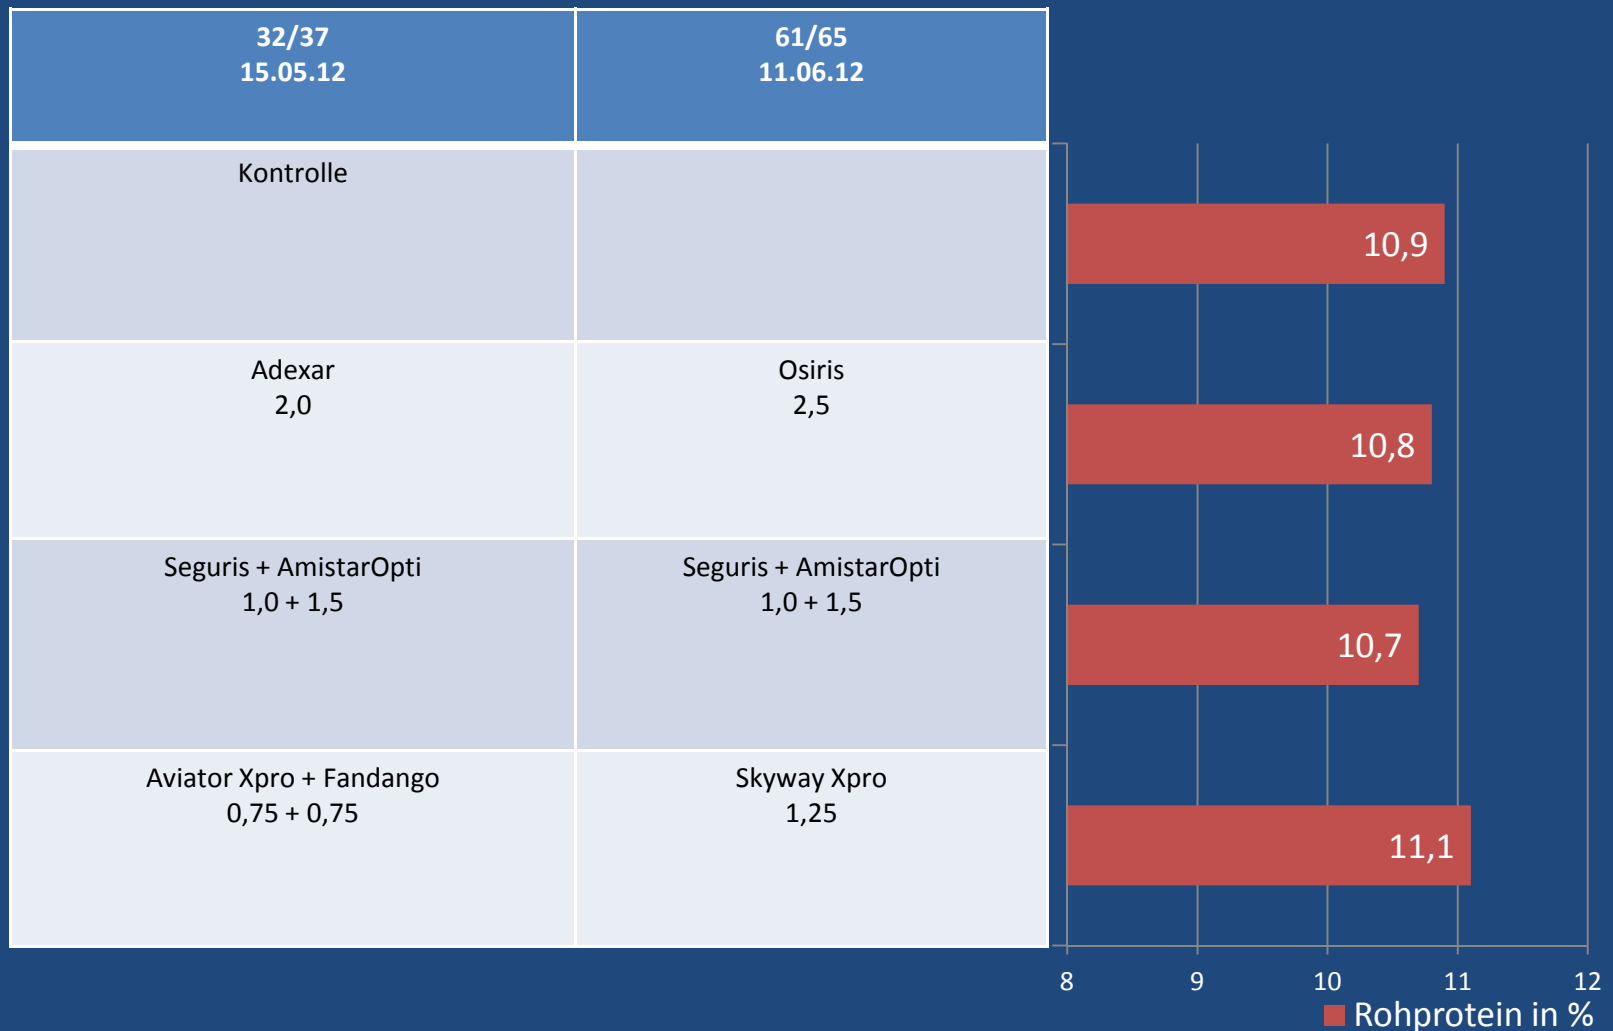 32/37
15.05.12
61/65
11.06.12
Kontrolle
10,9
Adexar
2,0
Osiris
2,5
10,8
Seguris + AmistarOpti
1,0 + 1,5
Seguris + AmistarOpti
1,0 + 1,5
10,7
Aviator Xpro + Fandango
0,75 + 0,75
Skyway Xpro
1,25
11,1
8 9 10 11 12
Rohprotein in %